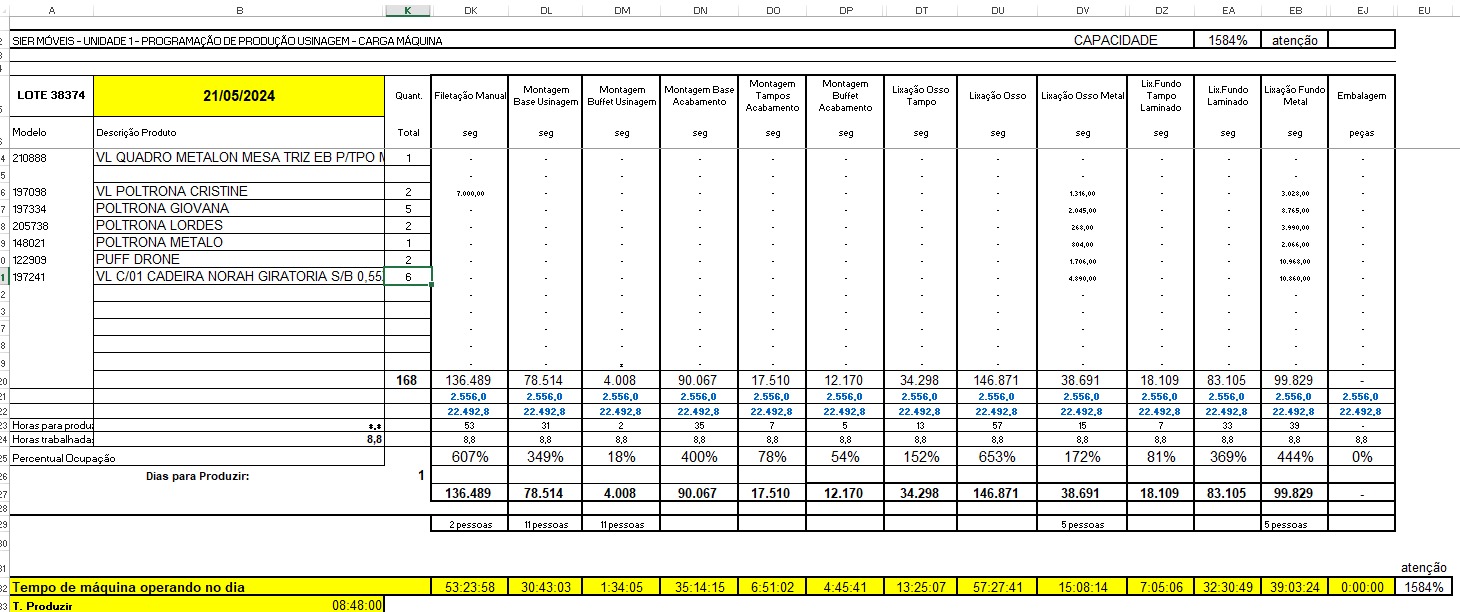 A B K DK DL DM DN DO DP DT DU DV DZ EA EB EJ EU
SIER MÓVEIS - UNIDADE 1 - PROGRAMAÇÃO DE PRODUÇÃO USINAGEM - CARGA MÁQUINA CAPACIDADE 1584% atenção
LOTE 38374 21/05/2024 Quant. Filetação Manual Montagem Base Usinagem Montagem Buffet Usinagem Montagem Base Acabamento Montagem Tampos Acabamento Montagem Buffet Acabamento Lixação Osso Tampo Lixação Osso Lixação Osso Metal Lix.Fundo Tampo Laminado Lix.Fundo Laminado Lixação Fundo Metal Embalagem
Modelo Descrição Produto Total seg seg seg seg seg seg seg seg seg seg seg seg peças
210888 VL QUADRO METALON MESA TRIZ EB P/TPO M 1 - - - - - - - - - - - - -
- - - - - - - - - - - - -
197098 VL POLTRONA CRISTINE 2 7.000,00 - - - - - - - 1.316,00 - - 3.028,00 -
197334 POLTRONA GIOVANA 5 - - - - - - - - 2.045,00 - - 8.765,00 -
205738 POLTRONA LORDES 2 - - - - - - - - 268,00 - - 3.990,00 -
148021 POLTRONA METALO 1 - - - - - - - - 804,00 - - 2.066,00 -
122909 PUFF DRONE 2 - - - - - - - - 1.706,00 - - 10.968,00 -
197241 VL C/01 CADEIRA NORAH GIRATORIA S/B 0,55 6 - - - - - - - - 4.890,00 - - 10.860,00 -
- - - - - - - - - - - - -
- - - - - - - - - - - - -
- - - - - - - - - - - - -
- - - - - - - - - - - - -
- - - - - - - - - - - -
168 136.489 78.514 4.008 90.067 17.510 12.170 34.298 146.871 38.691 18.109 83.105 99.829 -
2.556,0 2.556,0 2.556,0 2.556,0 2.556,0 2.556,0 2.556,0 2.556,0 2.556,0 2.556,0 2.556,0 2.556,0 2.556,0
22.492,8 22.492,8 22.492,8 22.492,8 22.492,8 22.492,8 22.492,8 22.492,8 22.492,8 22.492,8 22.492,8 22.492,8 22.492,8
Horas para produ 53 31 2 35 7 5 13 57 15 7 33 39 -
Horas trabalhadas 8,8 8,8 8,8 8,8 8,8 8,8 8,8 8,8 8,8 8,8 8,8 8,8 8,8 8,8
Percentual Ocupação 607% 349% 18% 400% 78% 54% 152% 653% 172% 81% 369% 444% 0%
Dias para Produzir: 1
136.489 78.514 4.008 90.067 17.510 12.170 34.298 146.871 38.691 18.109 83.105 99.829 -
2 pessoas 11 pessoas 11 pessoas 5 pessoas 5 pessoas
atenção
Tempo de máquina operando no dia 53:23:58 30:43:03 1:34:05 35:14:15 6:51:02 4:45:41 13:25:07 57:27:41 15:08:14 7:05:06 32:30:49 39:03:24 0:00:00 1584%
T. Produzir 08:48:00